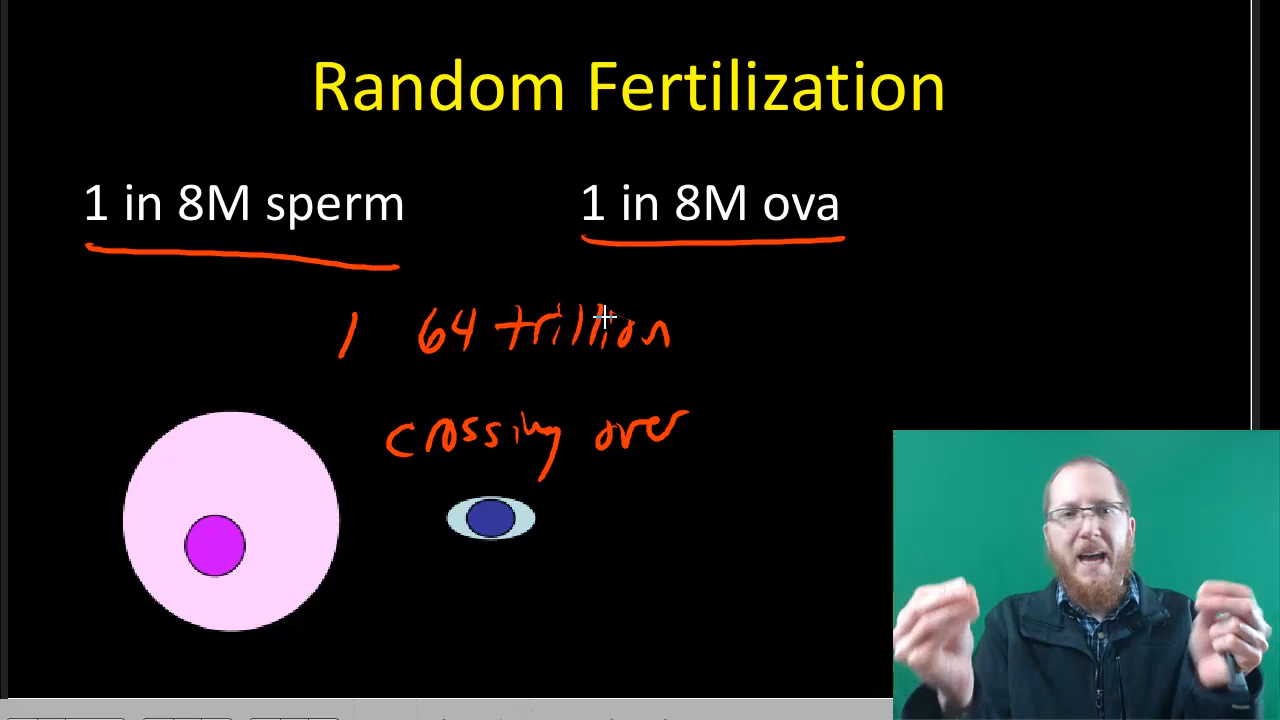 Random Fertilization
1 in 8M sperm 1 in 8M ova
1 64 trillion
crossing over